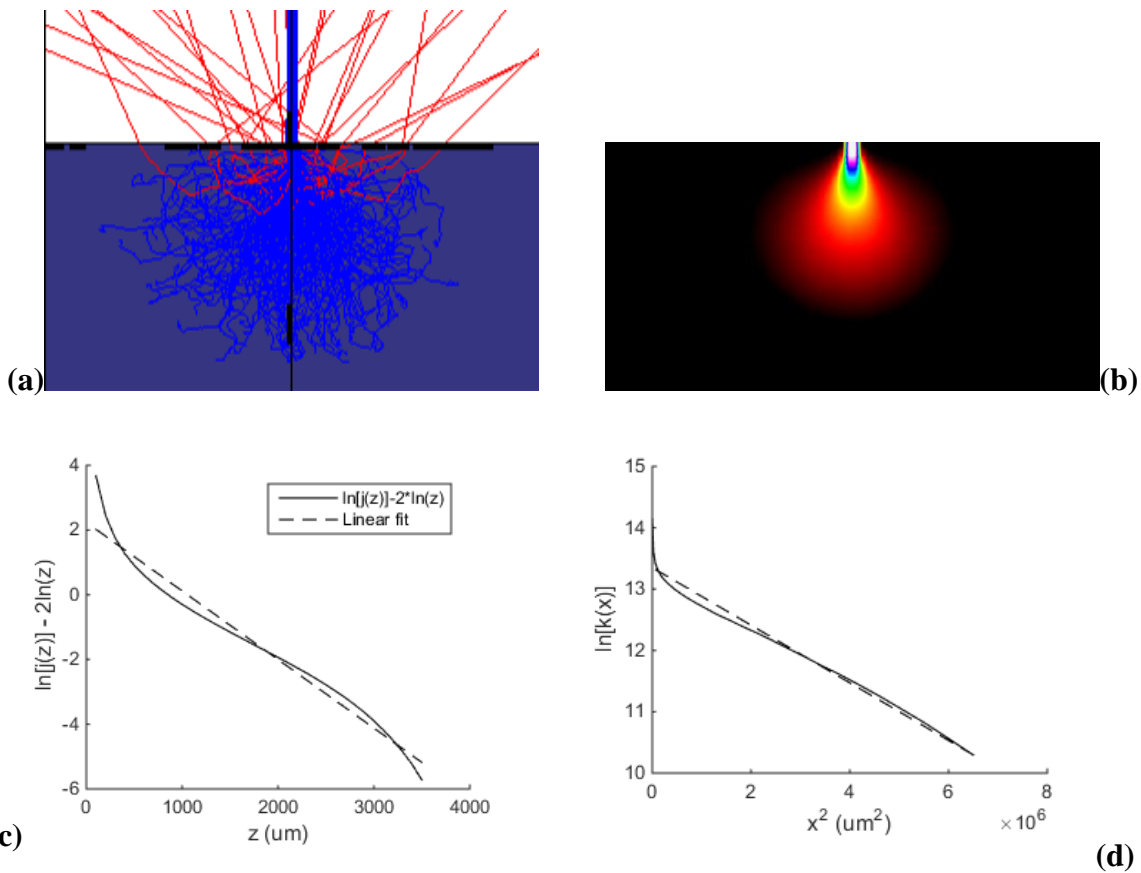 (a)
(b)
4
2
0
-2
-4
-6
ln[j(z)] - 2ln(z)
ln[j(z)]-2*ln(z)
Linear fit
0
1000
2000
3000
4000
z (um)
c)
15
14
13
12
11
10
ln[k(x)]
0
2
4
6
8
x² (um²)
× 10⁶
(d)